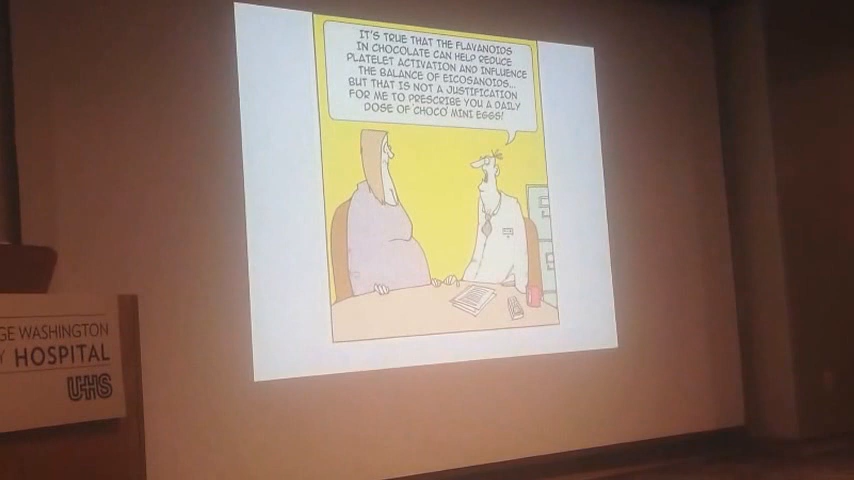 IT'S TRUE THAT THE FLAVANOIDS
IN CHOCOLATE CAN HELP REDUCE
PLATELET ACTIVATION AND INFLUENCE
THE BALANCE OF EICOSANOIDS...
BUT THAT IS NOT A JUSTIFICATION
FOR ME TO PRESCRIBE YOU A DAILY
DOSE OF CHOCO MINI EGGS!
GE WASHINGTON
Y HOSPITAL
UHS